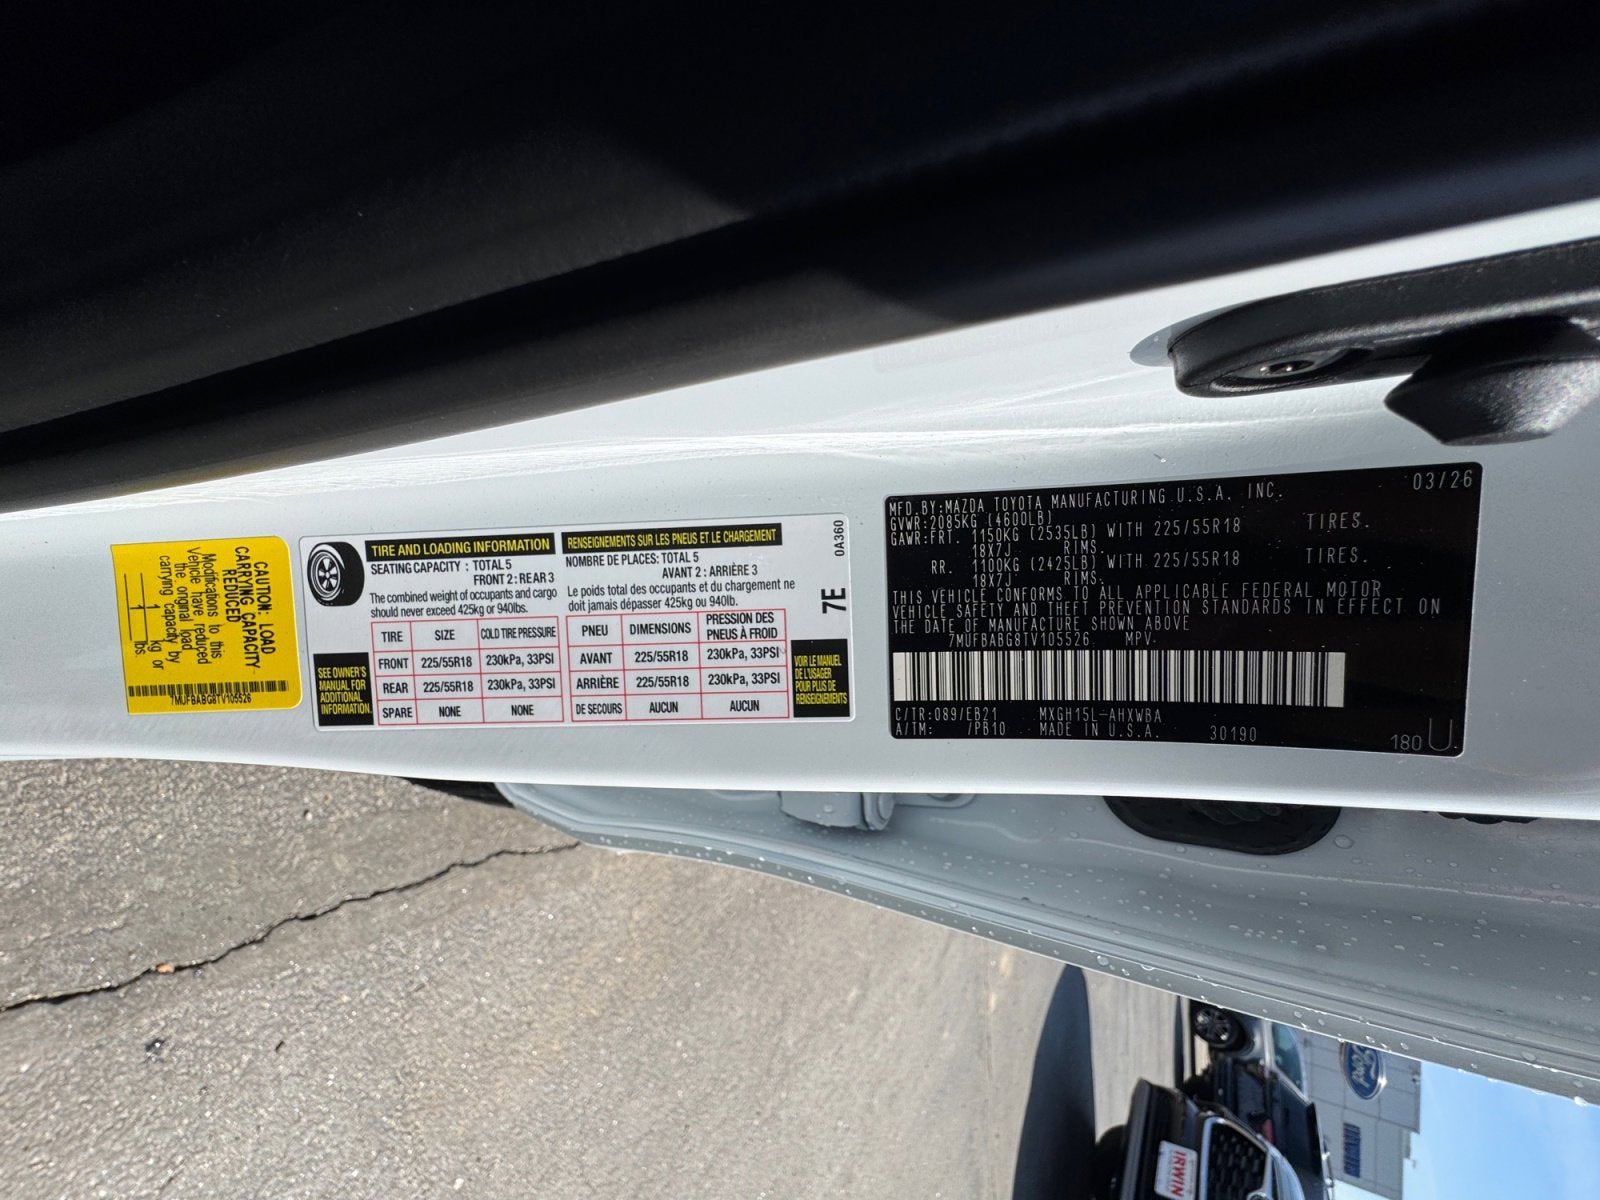 CAUTION: LOAD
CARRYING CAPACITY
REDUCED
Modifications to this
Vehicle have reduced
the original load
carrying capacity by
1 kg or
1 lbs.
7MUFBABG8TV105526
TIRE AND LOADING INFORMATION
SEATING CAPACITY : TOTAL 5
FRONT 2 : REAR 3
The combined weight of occupants and cargo
should never exceed 425kg or 940lbs.
RENSEIGNEMENTS SUR LES PNEUS ET LE CHARGEMENT
NOMBRE DE PLACES: TOTAL 5
AVANT 2 : ARRIÈRE 3
Le poids total des occupants et du chargement ne
doit jamais dépasser 425kg ou 940lb.
SEE OWNER'S
MANUAL FOR
ADDITIONAL
INFORMATION.
TIRE SIZE COLD TIRE PRESSURE
FRONT 225/55R18 230kPa, 33PSI
REAR 225/55R18 230kPa, 33PSI
SPARE NONE NONE
PNEU DIMENSIONS PRESSION DES PNEUS À FROID
AVANT 225/55R18 230kPa, 33PSI
ARRIÈRE 225/55R18 230kPa, 33PSI
DE SECOURS AUCUN AUCUN
VOIR LE MANUEL
DE L'USAGER
POUR PLUS DE
RENSEIGNEMENTS
7E
0A360
03/26
MFD.BY:MAZDA TOYOTA MANUFACTURING U.S.A. INC.
GVWR:2085KG (4600LB)
GAWR:FRT. 1150KG (2535LB) WITH 225/55R18 TIRES.
18X7J RIMS.
RR. 1100KG (2425LB) WITH 225/55R18 TIRES.
18X7J RIMS.
THIS VEHICLE CONFORMS TO ALL APPLICABLE FEDERAL MOTOR
VEHICLE SAFETY AND THEFT PREVENTION STANDARDS IN EFFECT ON
THE DATE OF MANUFACTURE SHOWN ABOVE
7MUFBABG8TV105526 MPV
C/TR:089/EB21 MXGH15L-AHXWBA
A/TM: /PB10 MADE IN U.S.A. 30190
180 U
Ford
IRWIN